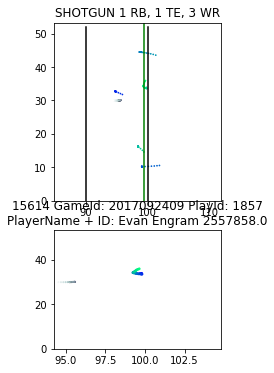 SHOTGUN 1 RB, 1 TE, 3 WR
50
40
30
20
10
0
90 100 110
15614 GameId: 2017092409 PlayId: 1857
PlayerName + ID: Evan Engram 2557858.0
40
20
0
95.0 97.5 100.0 102.5